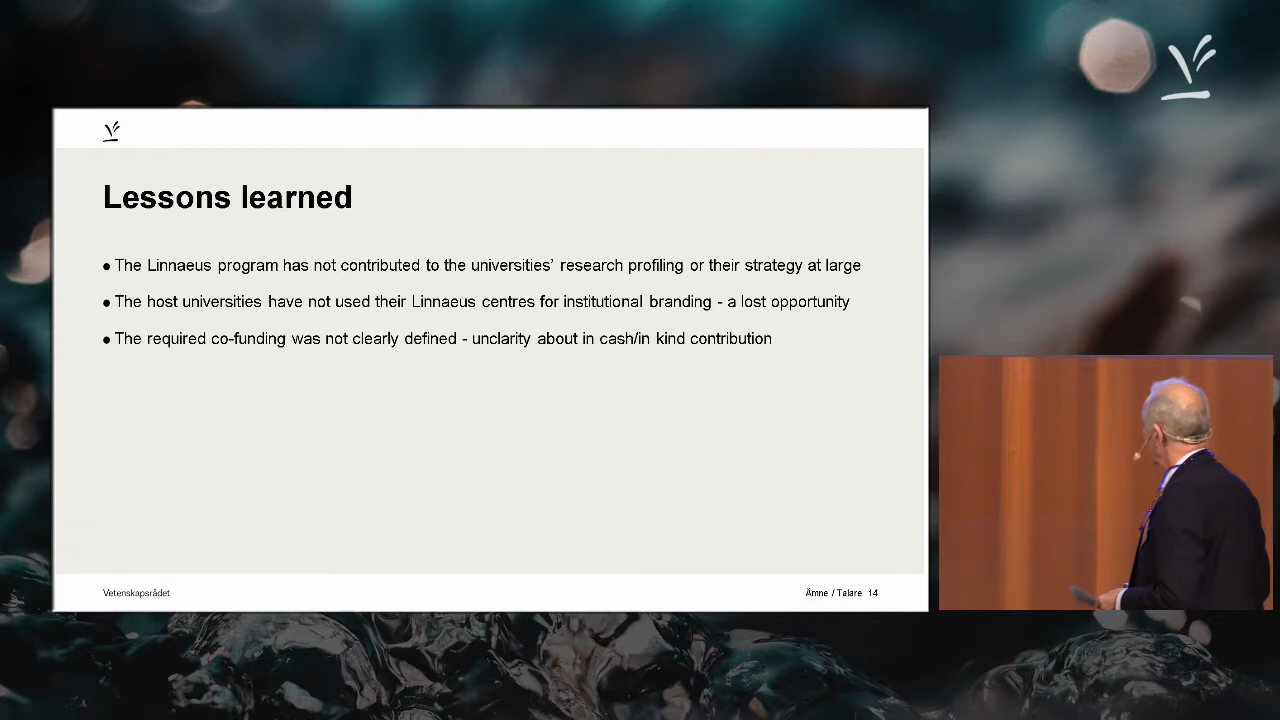 Lessons learned
● The Linnaeus program has not contributed to the universities’ research profiling or their strategy at large
● The host universities have not used their Linnaeus centres for institutional branding - a lost opportunity
● The required co-funding was not clearly defined - unclarity about in cash/in kind contribution
Vetenskapsrådet
Ämne / Talare 14